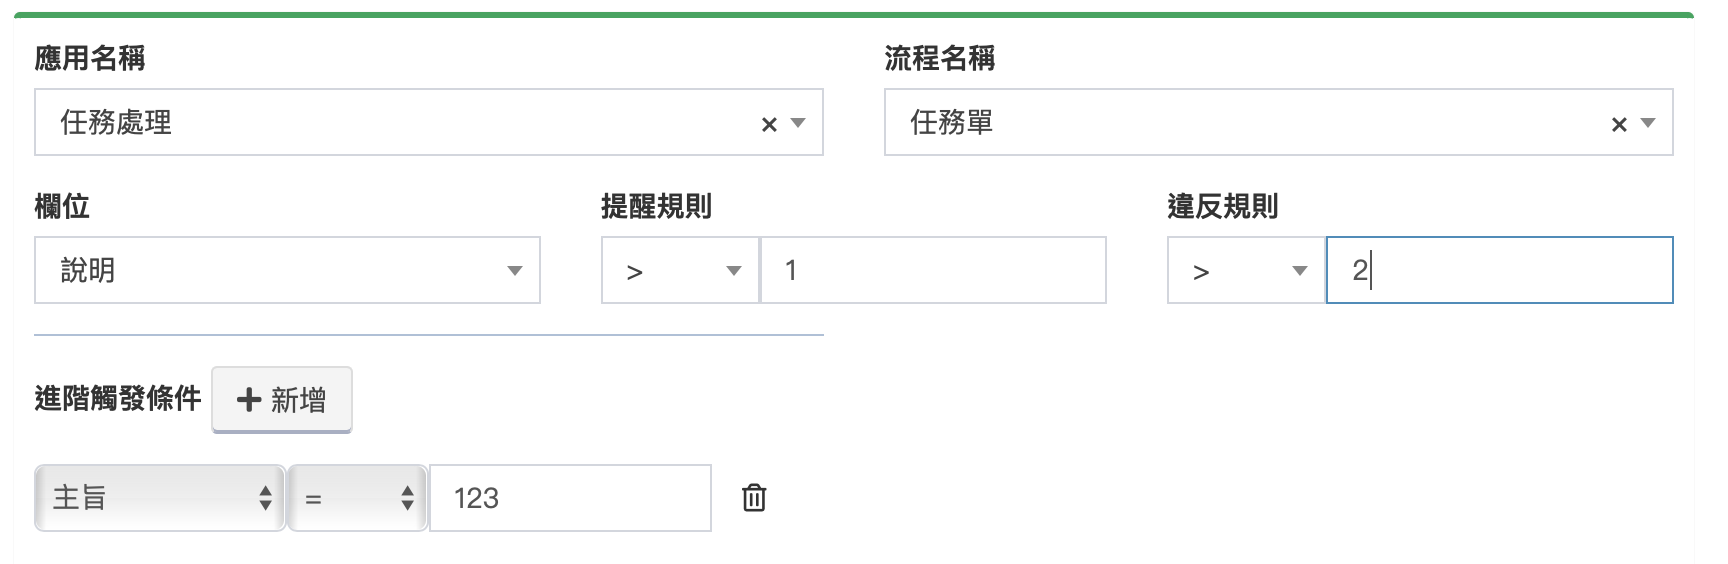 應用名稱 流程名稱
任務處理 × 任務單 ×
欄位 提醒規則 違反規則
說明 > 1 > 2
進階觸發條件 + 新增
主旨 = 123